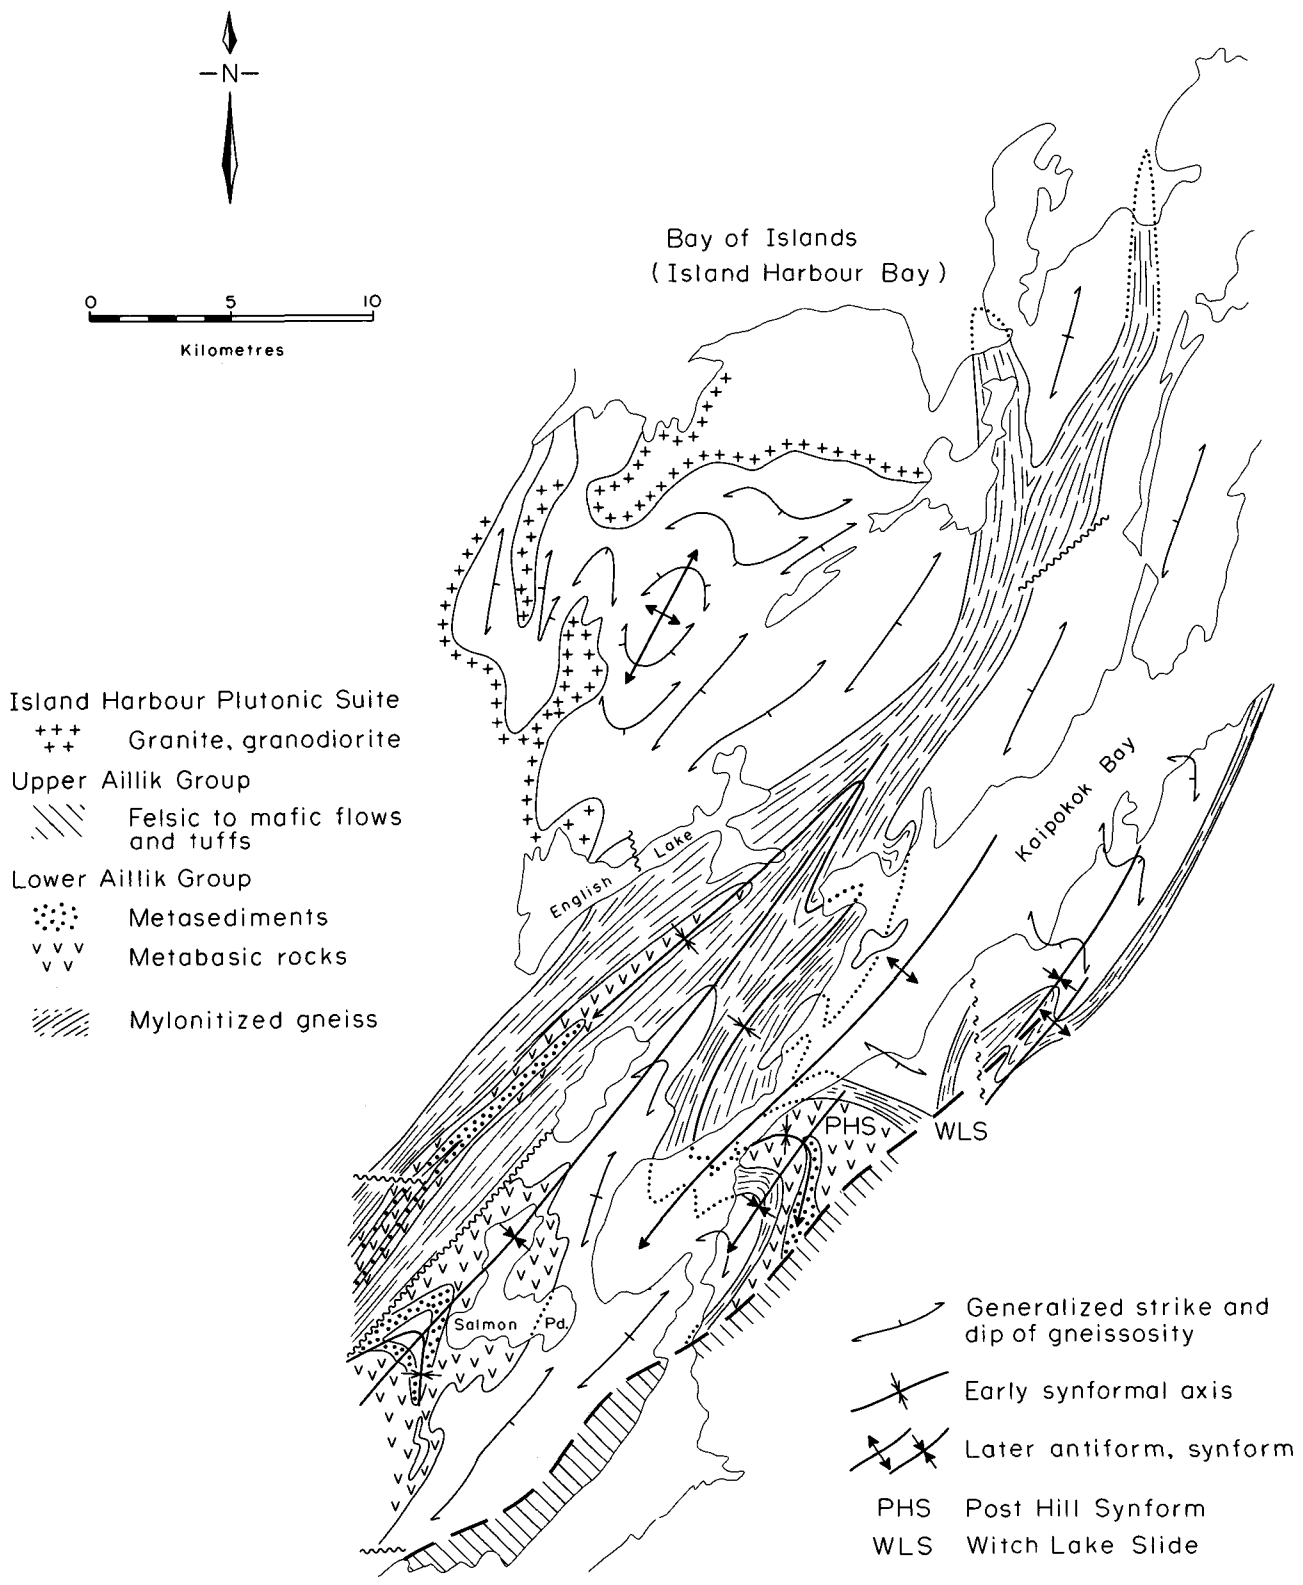 N
0 5 10
Kilometres
Bay of Islands
(Island Harbour Bay)
Island Harbour Plutonic Suite
Granite, granodiorite
Upper Aillik Group
Felsic to mafic flows
and tuffs
Lower Aillik Group
Metasediments
Metabasic rocks
Mylonitized gneiss
English Lake
Kaipokok Bay
PHS
WLS
Salmon Pd.
Generalized strike and
dip of gneissosity
Early synformal axis
Later antiform, synform
PHS Post Hill Synform
WLS Witch Lake Slide